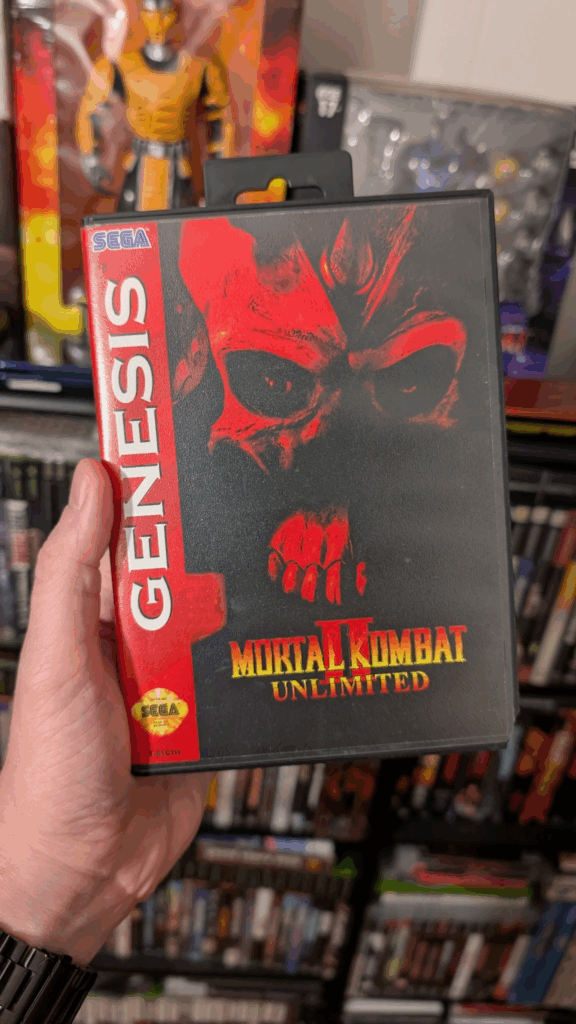 SEGA
GENESIS
MORTAL KOMBAT
II
UNLIMITED
SEGA